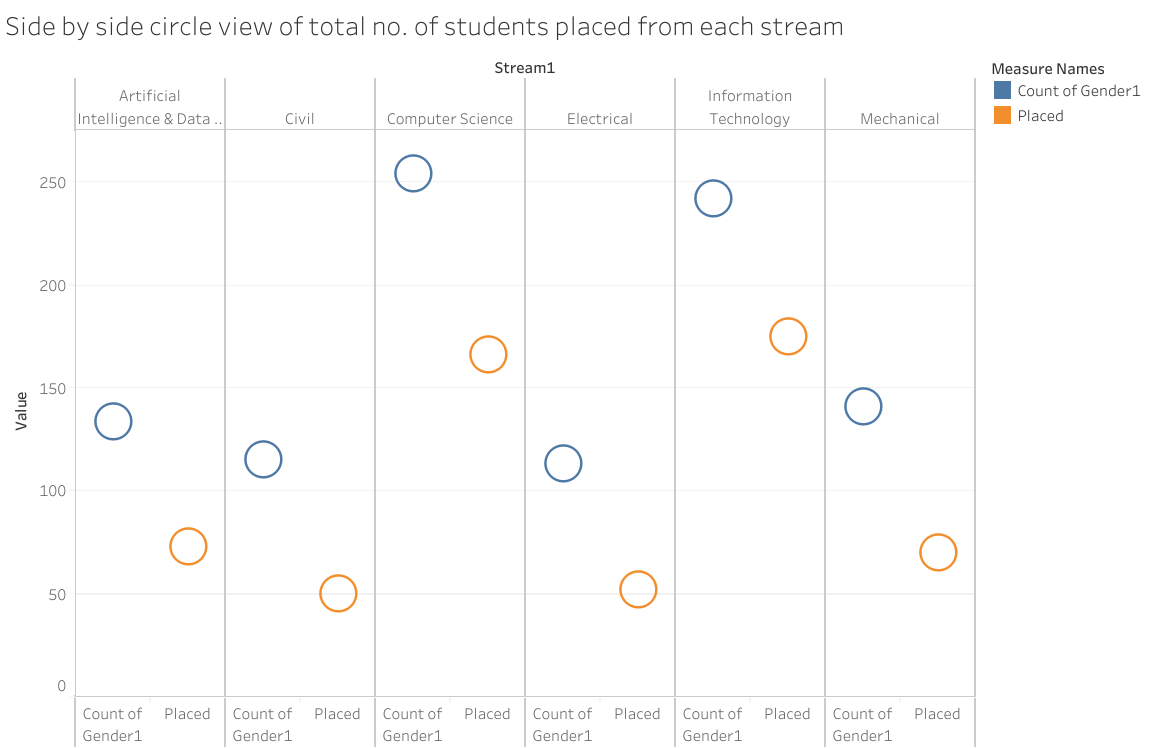 Side by side circle view of total no. of students placed from each stream
Stream1
Measure Names
Count of Gender1
Placed
Artificial
Intelligence & Data ..
Civil
Computer Science
Electrical
Information
Technology
Mechanical
250
200
150
100
50
0
Value
Count of
Gender1
Placed
Count of
Gender1
Placed
Count of
Gender1
Placed
Count of
Gender1
Placed
Count of
Gender1
Placed
Count of
Gender1
Placed